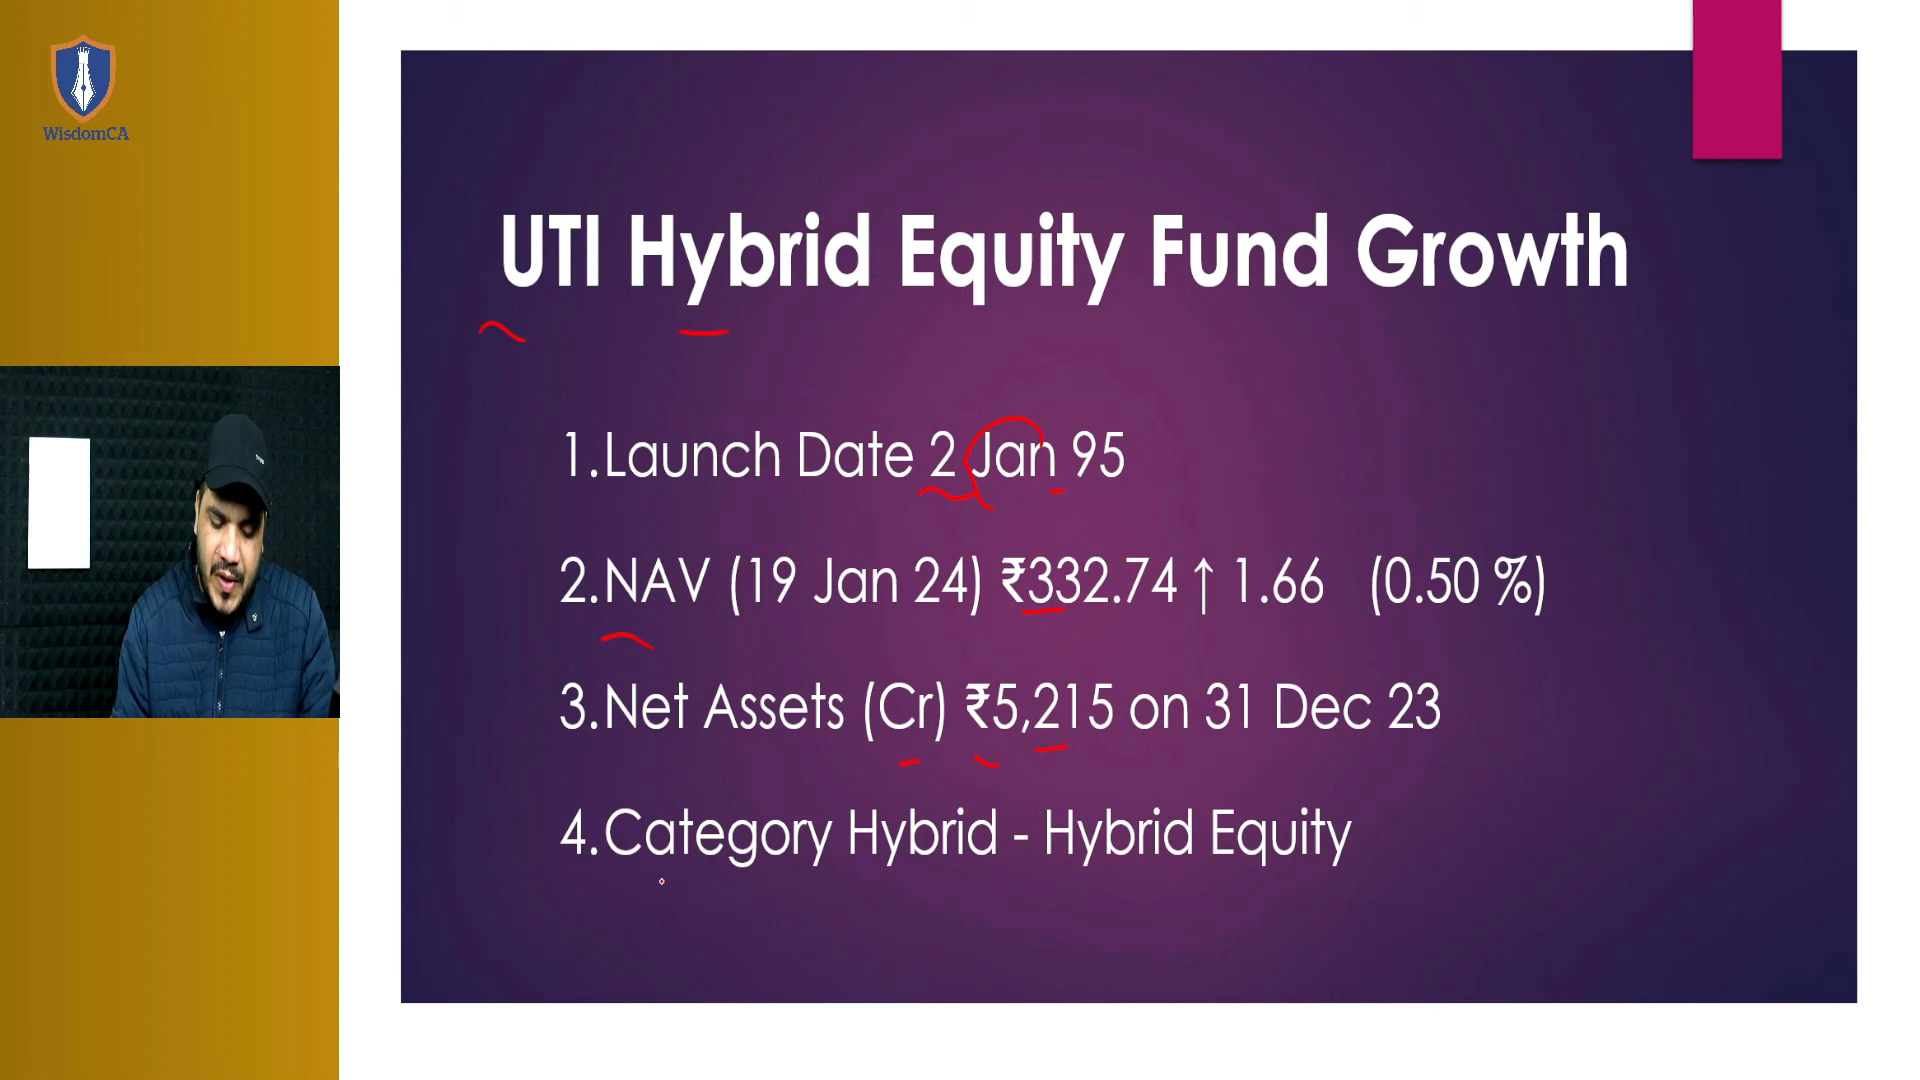 WisdomCA
UTI Hybrid Equity Fund Growth
1.Launch Date 2 Jan 95
2.NAV (19 Jan 24) ₹332.74 ↑ 1.66 (0.50 %)
3.Net Assets (Cr) ₹5,215 on 31 Dec 23
4.Category Hybrid - Hybrid Equity